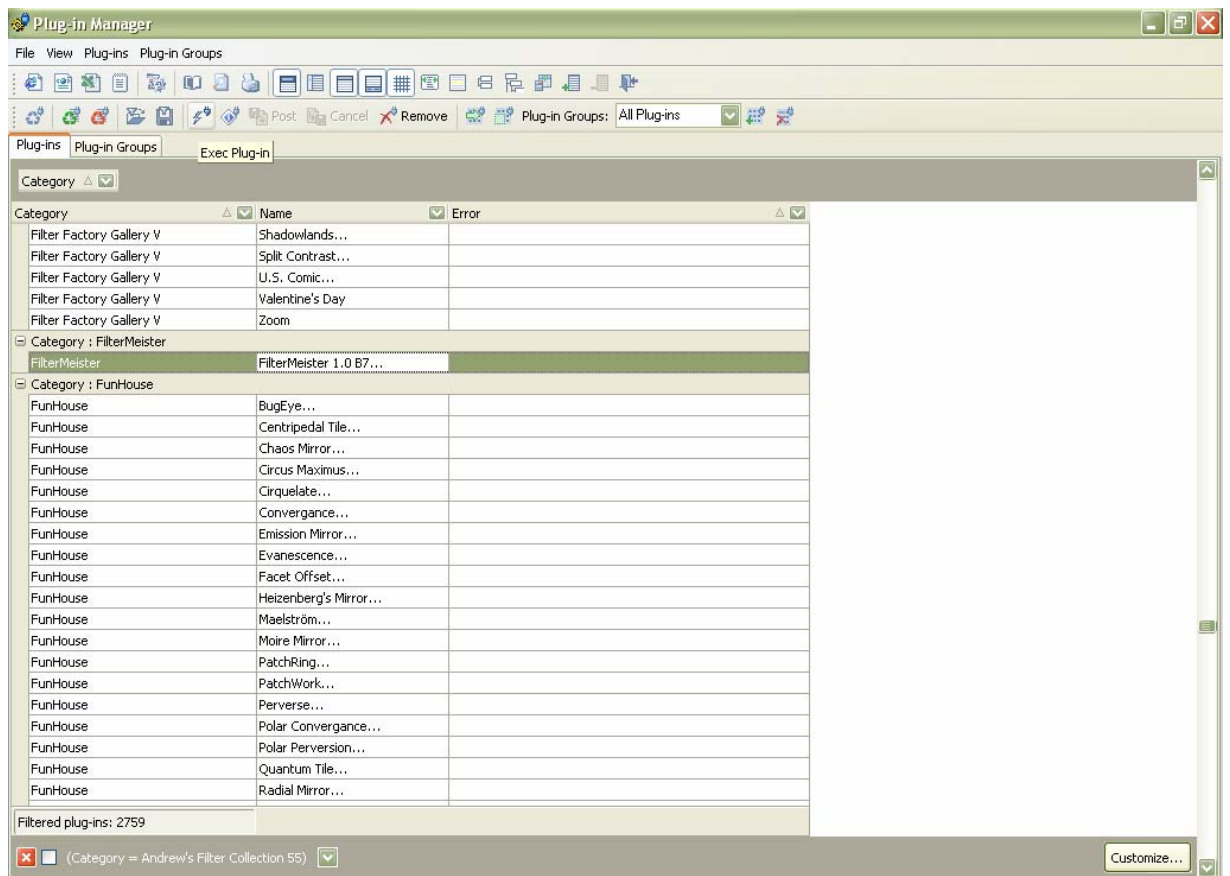 Plug-in Manager
File View Plug-ins Plug-in Groups
Post Cancel Remove Plug-in Groups: All Plug-ins
Plug-ins Plug-in Groups
Exec Plug-in
Category
Category Name Error
Filter Factory Gallery V Shadowlands...
Filter Factory Gallery V Split Contrast...
Filter Factory Gallery V U.S. Comic...
Filter Factory Gallery V Valentine's Day
Filter Factory Gallery V Zoom
Category : FilterMeister
FilterMeister FilterMeister 1.0 B7...
Category : FunHouse
FunHouse BugEye...
FunHouse Centripedal Tile...
FunHouse Chaos Mirror...
FunHouse Circus Maximus...
FunHouse Cirquelate...
FunHouse Convergance...
FunHouse Emission Mirror...
FunHouse Evanescence...
FunHouse Facet Offset...
FunHouse Heizenberg's Mirror...
FunHouse Maelström...
FunHouse Moire Mirror...
FunHouse PatchRing...
FunHouse PatchWork...
FunHouse Perverse...
FunHouse Polar Convergance...
FunHouse Polar Perversion...
FunHouse Quantum Tile...
FunHouse Radial Mirror...
Filtered plug-ins: 2759
(Category = Andrew's Filter Collection 55)
Customize...